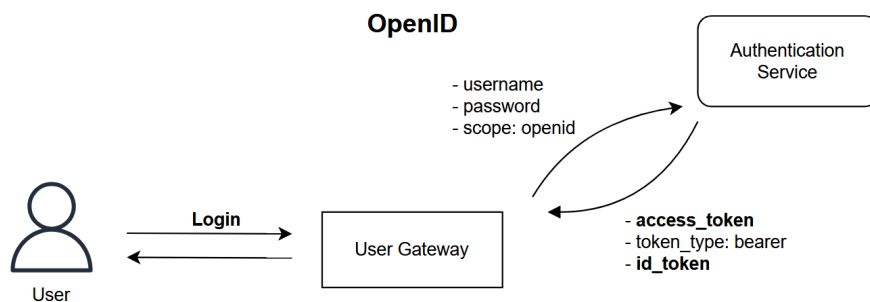 OpenID
Authentication
Service
- username
- password
- scope: openid
Login
User Gateway
- access_token
- token_type: bearer
- id_token
User